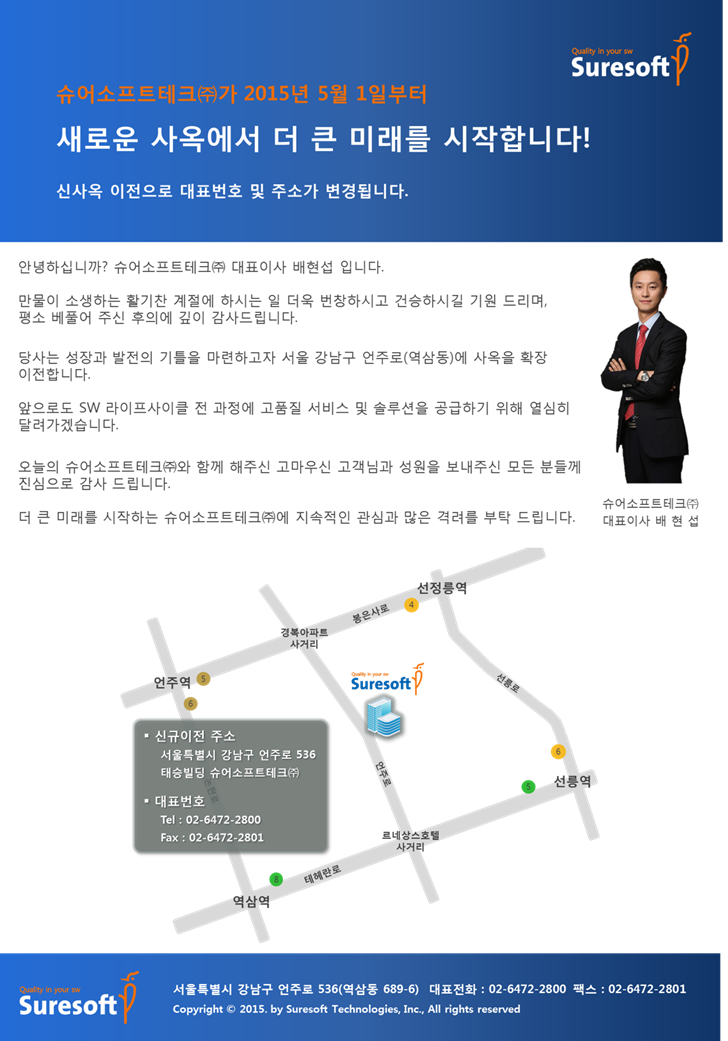 Quality in your sw
Suresoft
슈어소프트테크㈜가 2015년 5월 1일부터
새로운 사옥에서 더 큰 미래를 시작합니다!
신사옥 이전으로 대표번호 및 주소가 변경됩니다.
안녕하십니까? 슈어소프트테크㈜ 대표이사 배현섭 입니다.
만물이 소생하는 활기찬 계절에 하시는 일 더욱 번창하시고 건승하시길 기원 드리며,
평소 베풀어 주신 후의에 깊이 감사드립니다.
당사는 성장과 발전의 기틀을 마련하고자 서울 강남구 언주로(역삼동)에 사옥을 확장
이전합니다.
앞으로도 SW 라이프사이클 전 과정에 고품질 서비스 및 솔루션을 공급하기 위해 열심히
달려가겠습니다.
오늘의 슈어소프트테크㈜와 함께 해주신 고마우신 고객님과 성원을 보내주신 모든 분들께
진심으로 감사 드립니다.
더 큰 미래를 시작하는 슈어소프트테크㈜에 지속적인 관심과 많은 격려를 부탁 드립니다.
슈어소프트테크㈜
대표이사 배 현 섭
선정릉역
4
봉은사로
경복아파트
사거리
언주역
5
6
Quality in your sw
Suresoft
선릉로
▪ 신규이전 주소
서울특별시 강남구 언주로 536
태승빌딩 슈어소프트테크㈜
▪ 대표번호
Tel : 02-6472-2800
Fax : 02-6472-2801
논현로
언주로
6
선릉역
5
르네상스호텔
사거리
8
테헤란로
역삼역
Quality in your sw
Suresoft
서울특별시 강남구 언주로 536(역삼동 689-6) 대표전화 : 02-6472-2800 팩스 : 02-6472-2801
Copyright © 2015. by Suresoft Technologies, Inc., All rights reserved